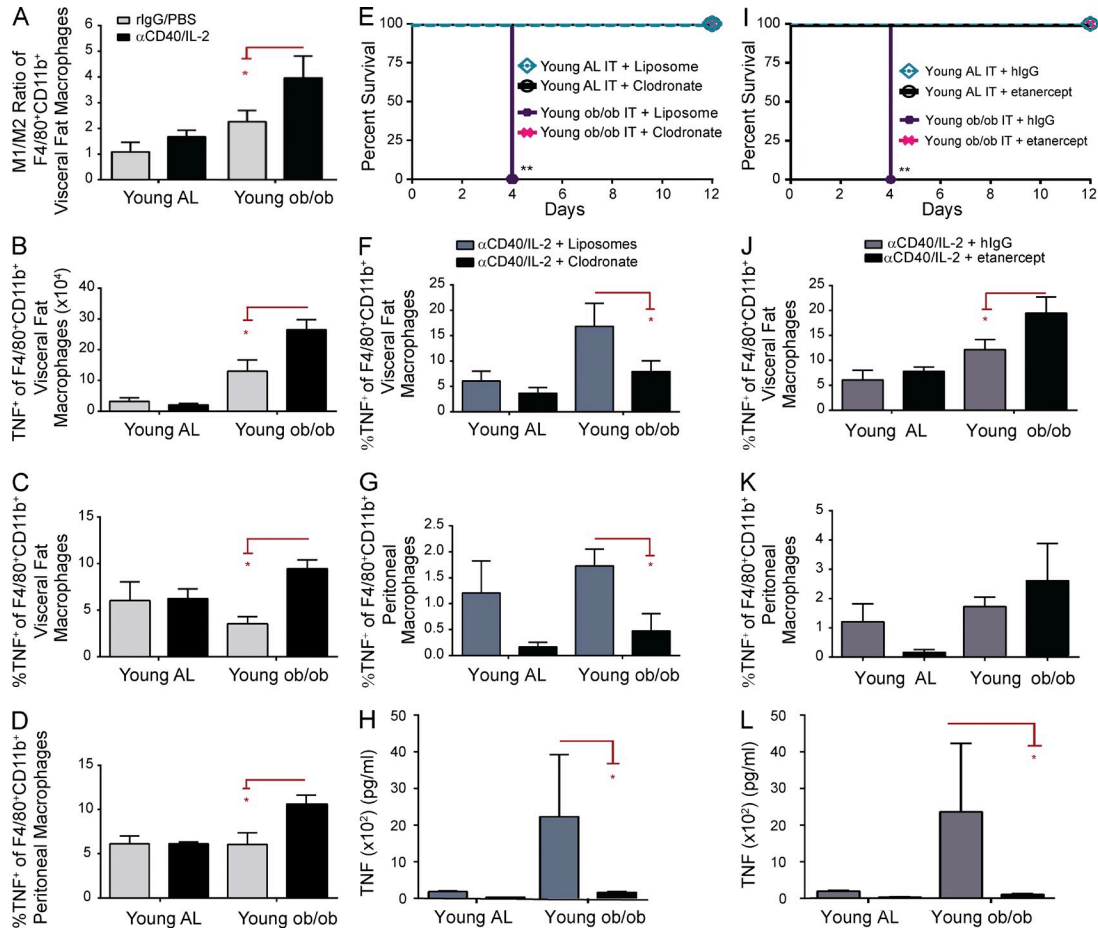 A
rIgG/PBS
αCD40/IL-2
M1/M2 Ratio of
F4/80⁺CD11b⁺
Visceral Fat Macrophages
6
5
4
3
2
1
0
*
Young AL
Young ob/ob
B
TNF⁺ of F4/80⁺CD11b⁺
Visceral Fat
Macrophages (x10⁴)
40
30
20
10
0
*
Young AL
Young ob/ob
C
%TNF⁺ of F4/80⁺CD11b⁺
Visceral Fat
Macrophages
15
10
5
0
*
Young AL
Young ob/ob
D
%TNF⁺ of F4/80⁺CD11b⁺
Peritoneal Macrophages
15
10
5
0
*
Young AL
Young ob/ob
E
Percent Survival
100
75
50
25
0
Young AL IT + Liposome
Young AL IT + Clodronate
Young ob/ob IT + Liposome
Young ob/ob IT + Clodronate
**
0 2 4 6 8 10 12
Days
F
αCD40/IL-2 + Liposomes
αCD40/IL-2 + Clodronate
%TNF⁺ of F4/80⁺CD11b⁺
Visceral Fat
Macrophages
25
20
15
10
5
0
*
Young AL
Young ob/ob
G
%TNF⁺ of F4/80⁺CD11b⁺
Peritoneal
Macrophages
2.5
2.0
1.5
1.0
0.5
0.0
*
Young AL
Young ob/ob
H
TNF (x10²) (pg/ml)
50
40
30
20
10
0
*
Young AL
Young ob/ob
I
Percent Survival
100
75
50
25
0
Young AL IT + hIgG
Young AL IT + etanercept
Young ob/ob IT + hIgG
Young ob/ob IT + etanercept
**
0 2 4 6 8 10 12
Days
J
αCD40/IL-2 + hIgG
αCD40/IL-2 + etanercept
%TNF⁺ of F4/80⁺CD11b⁺
Visceral Fat
Macrophages
25
20
15
10
5
0
*
Young AL
Young ob/ob
K
%TNF⁺ of F4/80⁺CD11b⁺
Peritoneal
Macrophages
5
4
3
2
1
0
Young AL
Young ob/ob
L
TNF (x10²) (pg/ml)
50
40
30
20
10
0
*
Young AL
Young ob/ob